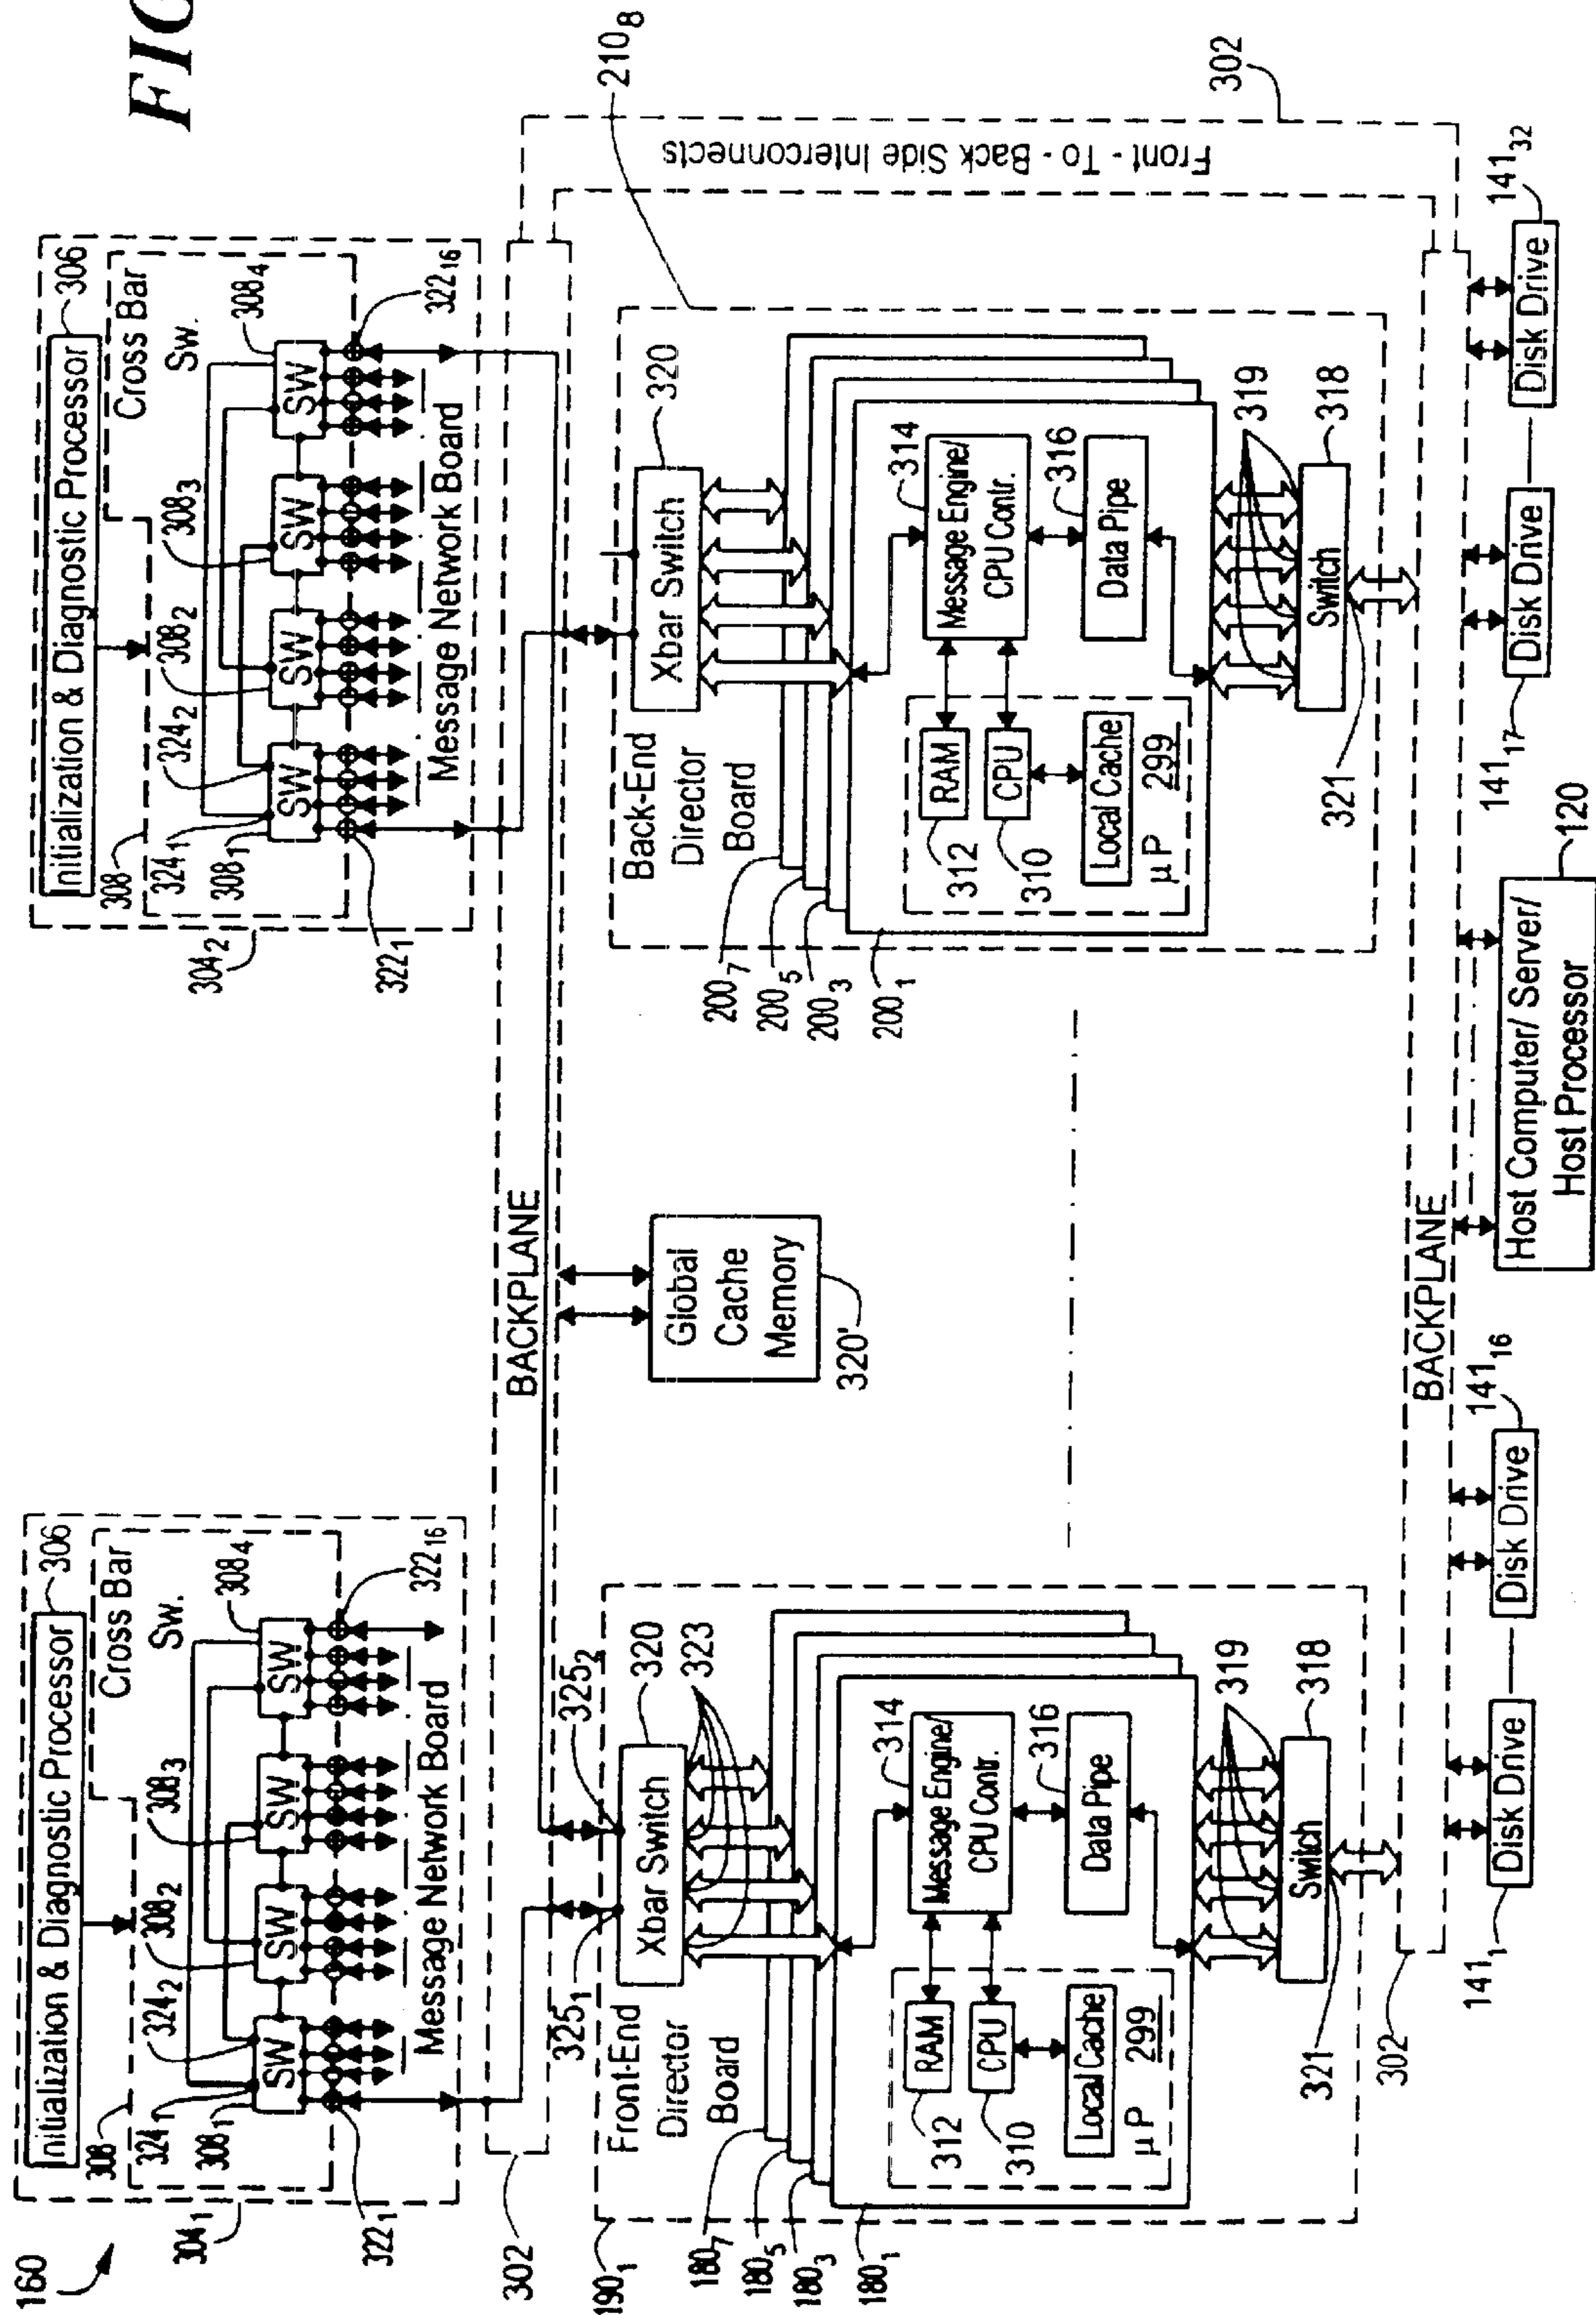 FIG
160
Initialization & Diagnostic Processor
306
Cross Bar
Sw.
308
324₁
324₂
308₁
308₂
308₃
308₄
SW
SW
SW
SW
322₁
322₁₆
Message Network Board
304₁
Initialization & Diagnostic Processor
306
Cross Bar
Sw.
308
324₁
324₂
308₁
308₂
308₃
308₄
SW
SW
SW
SW
322₁
322₁₆
Message Network Board
304₂
302
BACKPLANE
Front - To - Back Side Interconnects
302
Global
Cache
Memory
320'
190₁
Front-End
Director
Board
325₁
325₂
320
Xbar Switch
323
180₇
180₅
180₃
180₁
314
Message Engine/
CPU Contr.
316
Data Pipe
RAM
312
CPU
310
Local Cache
μP 299
319
318
Switch
321
210₈
Back-End
Director
Board
320
Xbar Switch
200₇
200₅
200₃
200₁
314
Message Engine/
CPU Contr.
316
Data Pipe
RAM
312
CPU
310
Local Cache
μP 299
319
318
Switch
321
302
BACKPLANE
141₁
Disk Drive
141₁₆
Disk Drive
Host Computer/ Server/
Host Processor
120
141₁₇
Disk Drive
141₃₂
Disk Drive